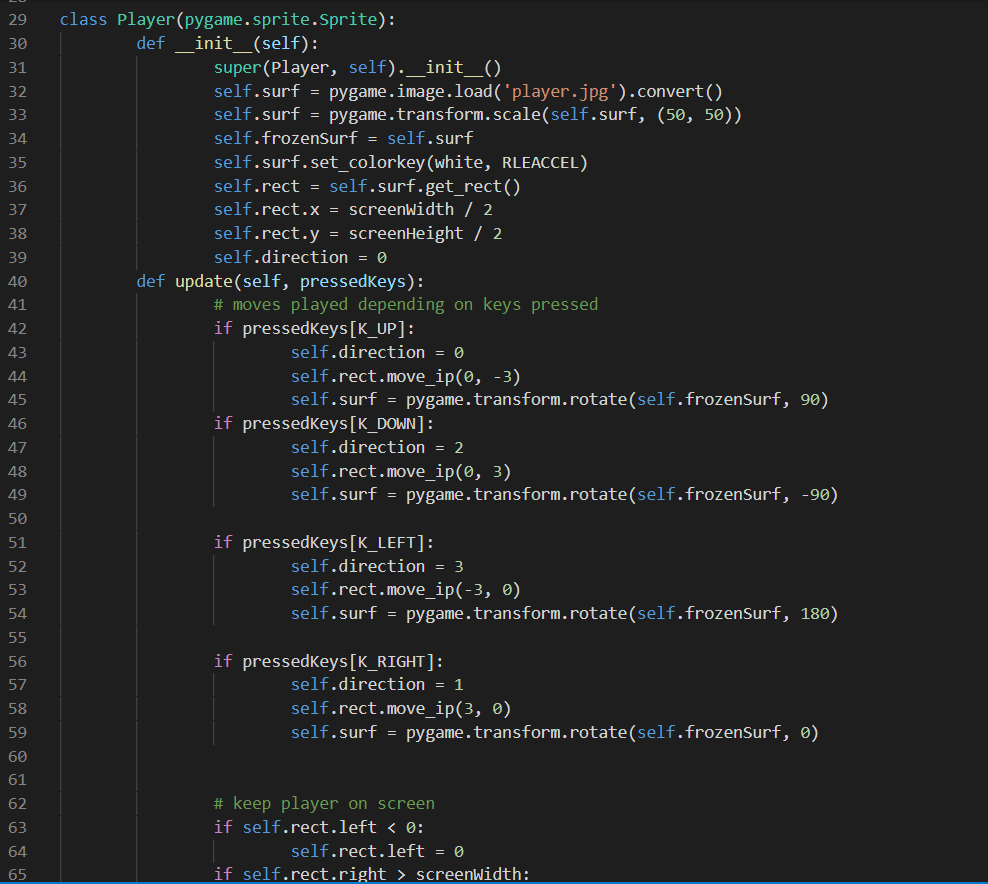 29 class Player(pygame.sprite.Sprite):
30 def __init__(self):
31 super(Player, self).__init__()
32 self.surf = pygame.image.load('player.jpg').convert()
33 self.surf = pygame.transform.scale(self.surf, (50, 50))
34 self.frozenSurf = self.surf
35 self.surf.set_colorkey(white, RLEACCEL)
36 self.rect = self.surf.get_rect()
37 self.rect.x = screenWidth / 2
38 self.rect.y = screenHeight / 2
39 self.direction = 0
40 def update(self, pressedKeys):
41 # moves played depending on keys pressed
42 if pressedKeys[K_UP]:
43 self.direction = 0
44 self.rect.move_ip(0, -3)
45 self.surf = pygame.transform.rotate(self.frozenSurf, 90)
46 if pressedKeys[K_DOWN]:
47 self.direction = 2
48 self.rect.move_ip(0, 3)
49 self.surf = pygame.transform.rotate(self.frozenSurf, -90)
50
51 if pressedKeys[K_LEFT]:
52 self.direction = 3
53 self.rect.move_ip(-3, 0)
54 self.surf = pygame.transform.rotate(self.frozenSurf, 180)
55
56 if pressedKeys[K_RIGHT]:
57 self.direction = 1
58 self.rect.move_ip(3, 0)
59 self.surf = pygame.transform.rotate(self.frozenSurf, 0)
60
61
62 # keep player on screen
63 if self.rect.left < 0:
64 self.rect.left = 0
65 if self.rect.right > screenWidth: